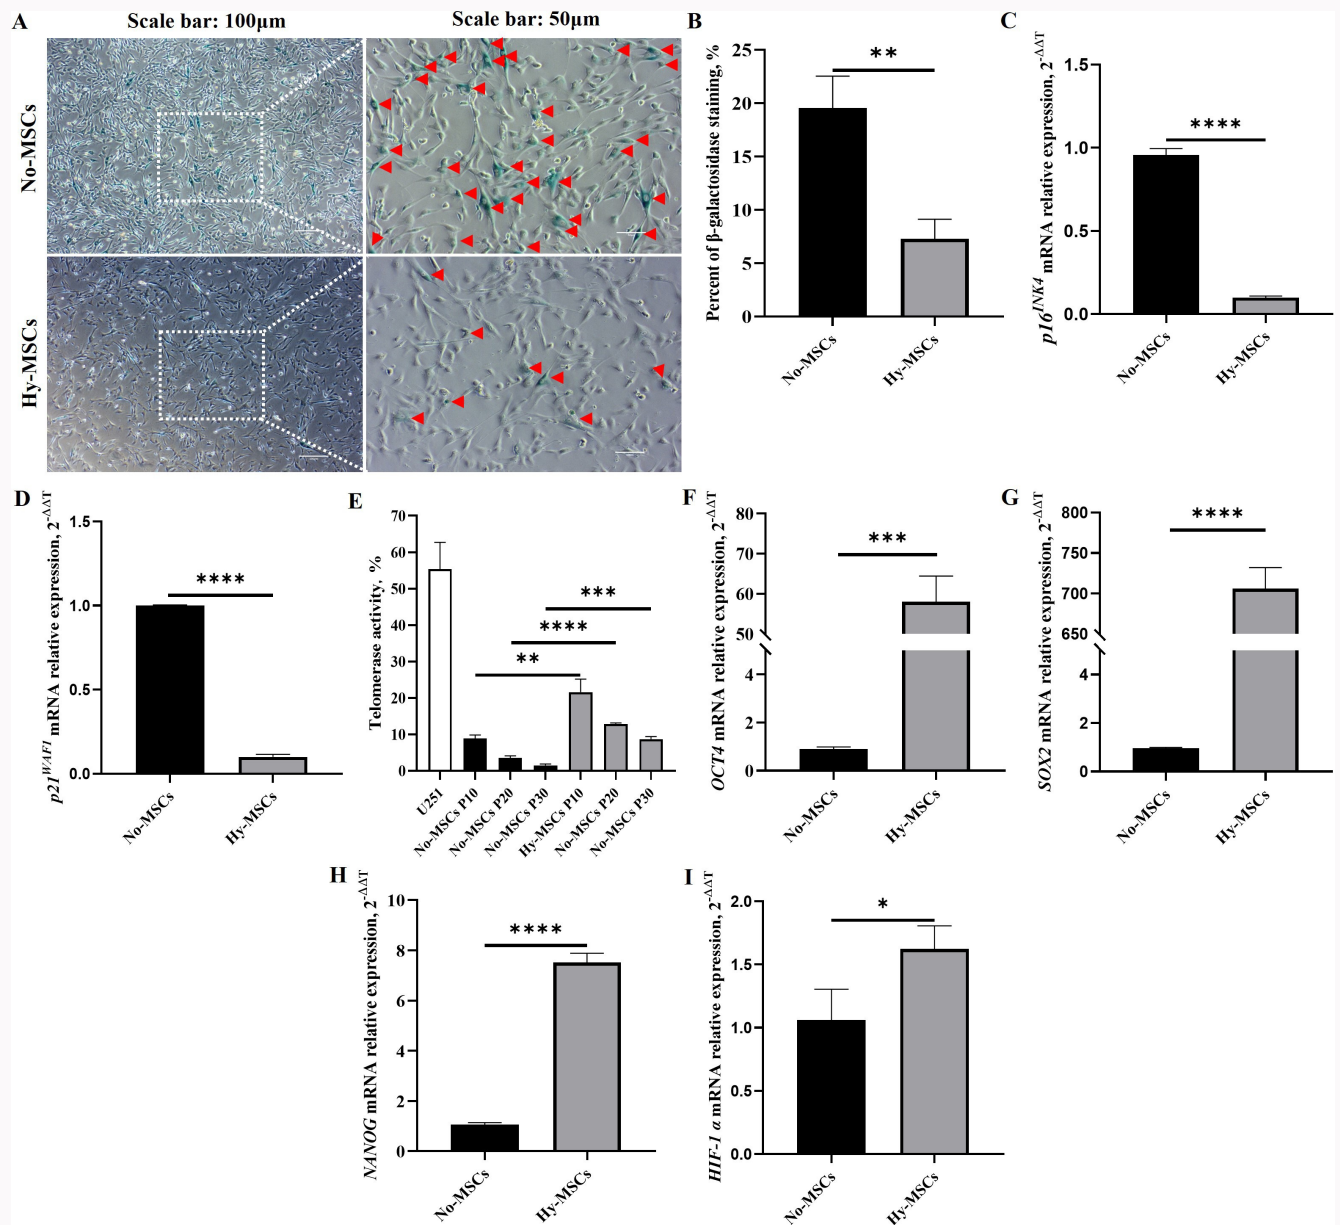 A
Scale bar: 100µm
Scale bar: 50µm
No-MSCs
Hy-MSCs
B
Percent of β-galactosidase staining, %
25
20
15
10
5
0
**
No-MSCs
Hy-MSCs
C
p16^INK4 mRNA relative expression, 2^-ΔΔT
1.5
1.0
0.5
0.0
****
No-MSCs
Hy-MSCs
D
p21^WAF1 mRNA relative expression, 2^-ΔΔT
1.5
1.0
0.5
0.0
****
No-MSCs
Hy-MSCs
E
Telomerase activity, %
70
60
50
40
30
20
10
0
***
****
**
U251
No-MSCs P10
No-MSCs P20
No-MSCs P30
Hy-MSCs P10
No-MSCs P20
No-MSCs P30
F
OCT4 mRNA relative expression, 2^-ΔΔT
80
70
60
50
4
2
0
***
No-MSCs
Hy-MSCs
G
SOX2 mRNA relative expression, 2^-ΔΔT
800
750
700
650
4
2
0
****
No-MSCs
Hy-MSCs
H
NANOG mRNA relative expression, 2^-ΔΔT
10
8
6
4
2
0
****
No-MSCs
Hy-MSCs
I
HIF-1 α mRNA relative expression, 2^-ΔΔT
2.0
1.5
1.0
0.5
0.0
*
No-MSCs
Hy-MSCs